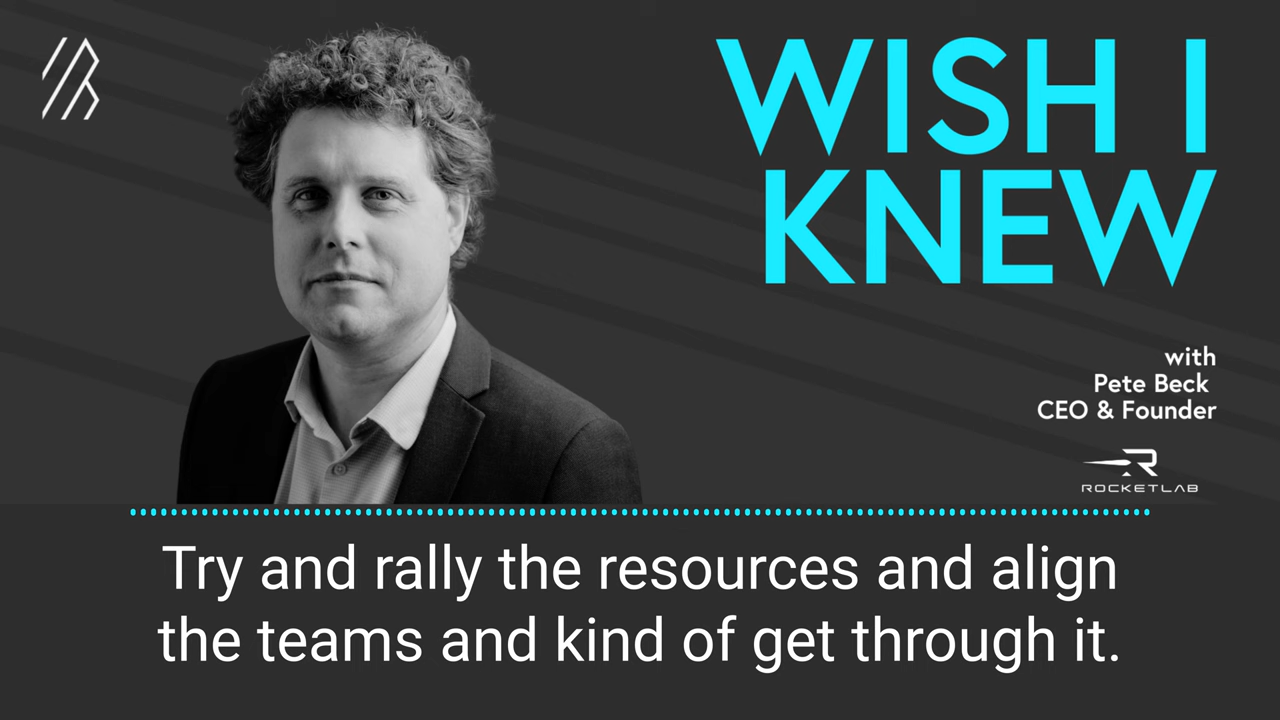 WISH I
KNEW
with
Pete Beck
CEO & Founder
ROCKETLAB
Try and rally the resources and align
the teams and kind of get through it.